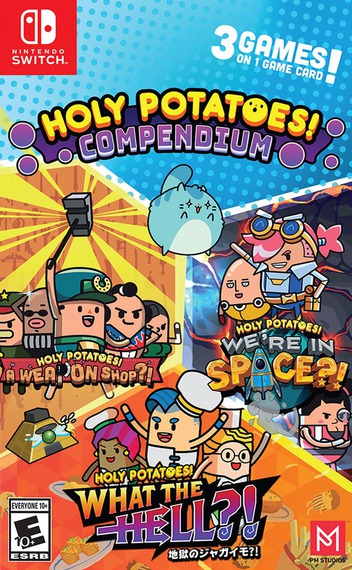 NINTENDO
SWITCH™
3 GAMES!
ON 1 GAME CARD!
HOLY POTATOES!
COMPENDIUM
HOLY POTATOES!
A WEAPON SHOP?!
HOLY POTATOES!
WE'RE IN
SPACE?!
HOLY POTATOES!
WHAT THE
HELL?!
地獄のジャガイモ?!
EVERYONE 10+
E
10+
ESRB
M
PM STUDIOS